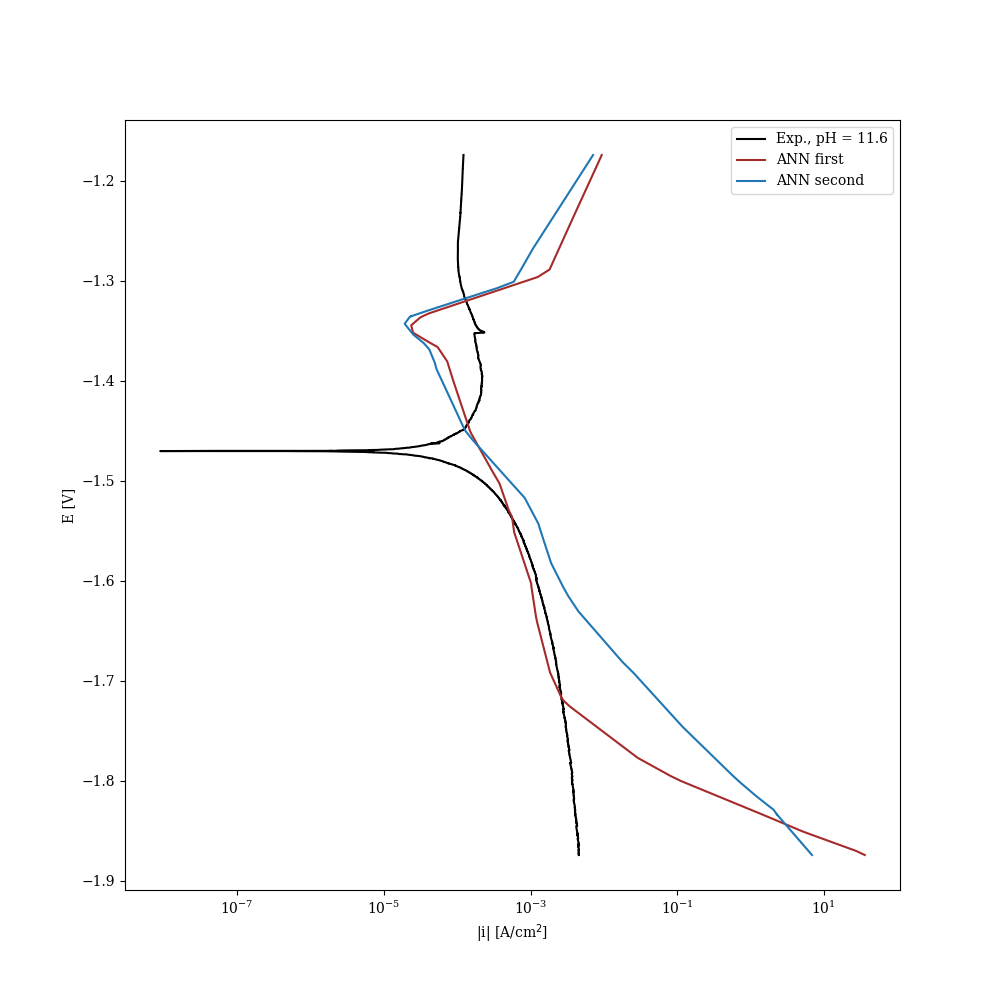 Exp., pH = 11.6
ANN first
ANN second
−1.2
−1.3
−1.4
−1.5
−1.6
−1.7
−1.8
−1.9
E [V]
10⁻⁷ 10⁻⁵ 10⁻³ 10⁻¹ 10¹
|i| [A/cm²]